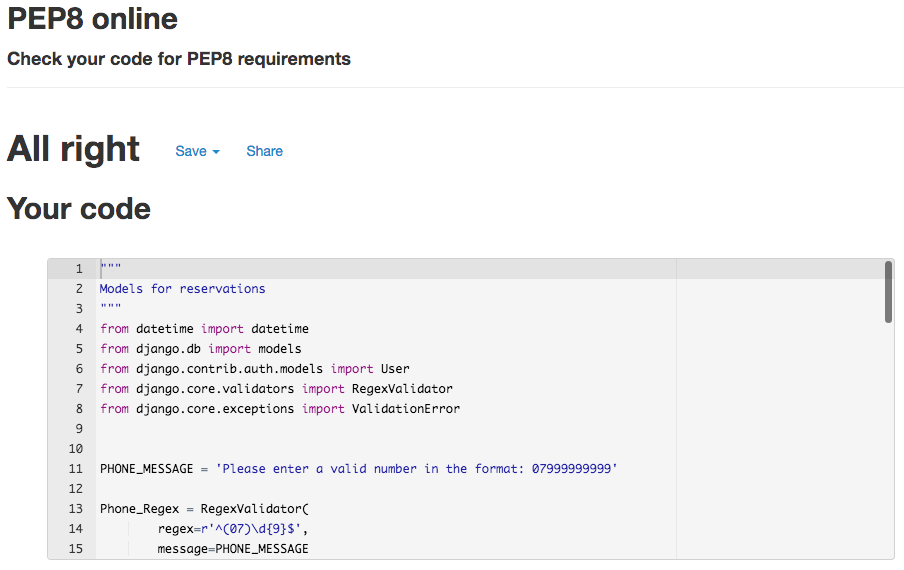 PEP8 online
Check your code for PEP8 requirements
All right Save Share
Your code
1 """
2 Models for reservations
3 """
4 from datetime import datetime
5 from django.db import models
6 from django.contrib.auth.models import User
7 from django.core.validators import RegexValidator
8 from django.core.exceptions import ValidationError
9
10
11 PHONE_MESSAGE = 'Please enter a valid number in the format: 07999999999'
12
13 Phone_Regex = RegexValidator(
14 regex=r'^(07)\d{9}$',
15 message=PHONE_MESSAGE